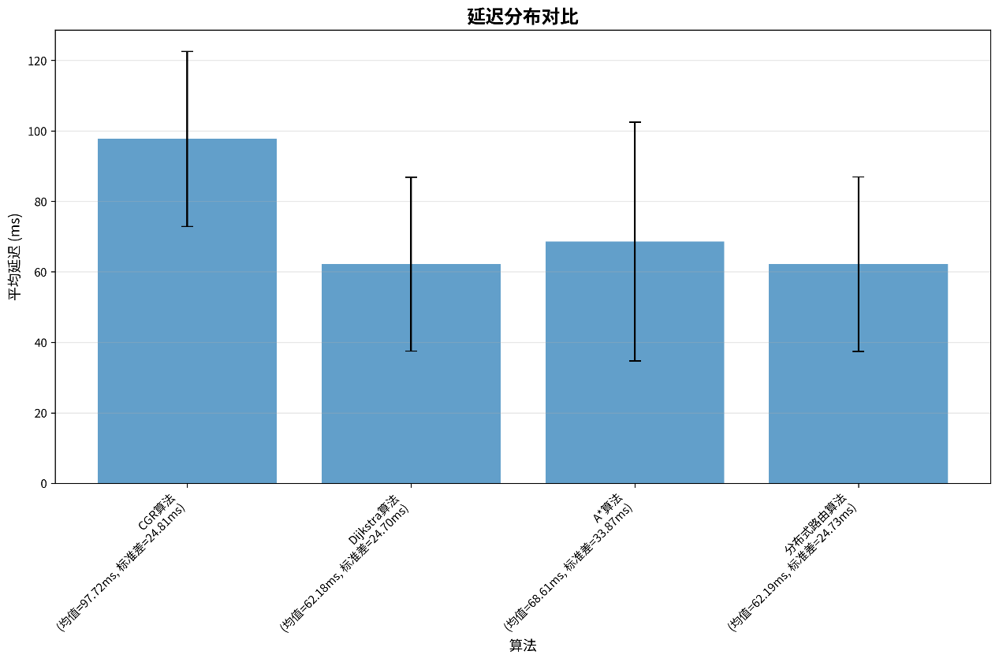 延迟分布对比
平均延迟 (ms)
120
100
80
60
40
20
0
CGR算法
(均值=97.72ms, 标准差=24.81ms)
Dijkstra算法
(均值=62.18ms, 标准差=24.70ms)
A*算法
(均值=68.61ms, 标准差=33.87ms)
分布式路由算法
(均值=62.19ms, 标准差=24.73ms)
算法